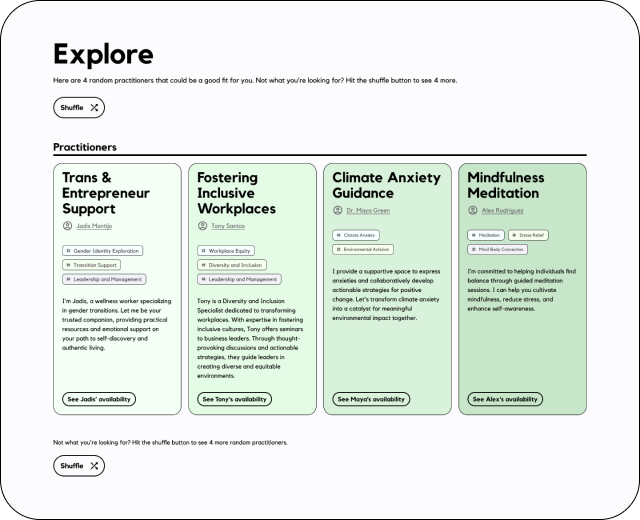 Explore
Here are 4 random practitioners that could be a good fit for you. Not what you're looking for? Hit the shuffle button to see 4 more.
Shuffle
Practitioners
Trans &
Entrepreneur
Support
Jadis Montijo
# Gender Identity Exploration
# Transition Support
# Leadership and Management
I'm Jadis, a wellness worker specializing
in gender transitions. Let me be your
trusted companion, providing practical
resources and emotional support on
your path to self-discovery and
authentic living.
See Jadis' availability
Fostering
Inclusive
Workplaces
Tony Santos
# Workplace Equity
# Diversity and Inclusion
# Leadership and Management
Tony is a Diversity and Inclusion
Specialist dedicated to transforming
workplaces. With expertise in fostering
inclusive cultures, Tony offers seminars
to business leaders. Through thought-
provoking discussions and actionable
strategies, they guide leaders in
creating diverse and equitable
environments.
See Tony's availability
Climate Anxiety
Guidance
Dr. Maya Green
# Climate Anxiety
# Environmental Activism
I provide a supportive space to express
anxieties and collaboratively develop
actionable strategies for positive
change. Let's transform climate anxiety
into a catalyst for meaningful
environmental impact together.
See Maya's availability
Mindfulness
Meditation
Alex Rodriguez
# Meditation
# Stress Relief
# Mind-Body Connection
I'm committed to helping individuals find
balance through guided meditation
sessions. I can help you cultivate
mindfulness, reduce stress, and
enhance self-awareness.
See Alex's availability
Not what you're looking for? Hit the shuffle button to see 4 more random practitioners.
Shuffle